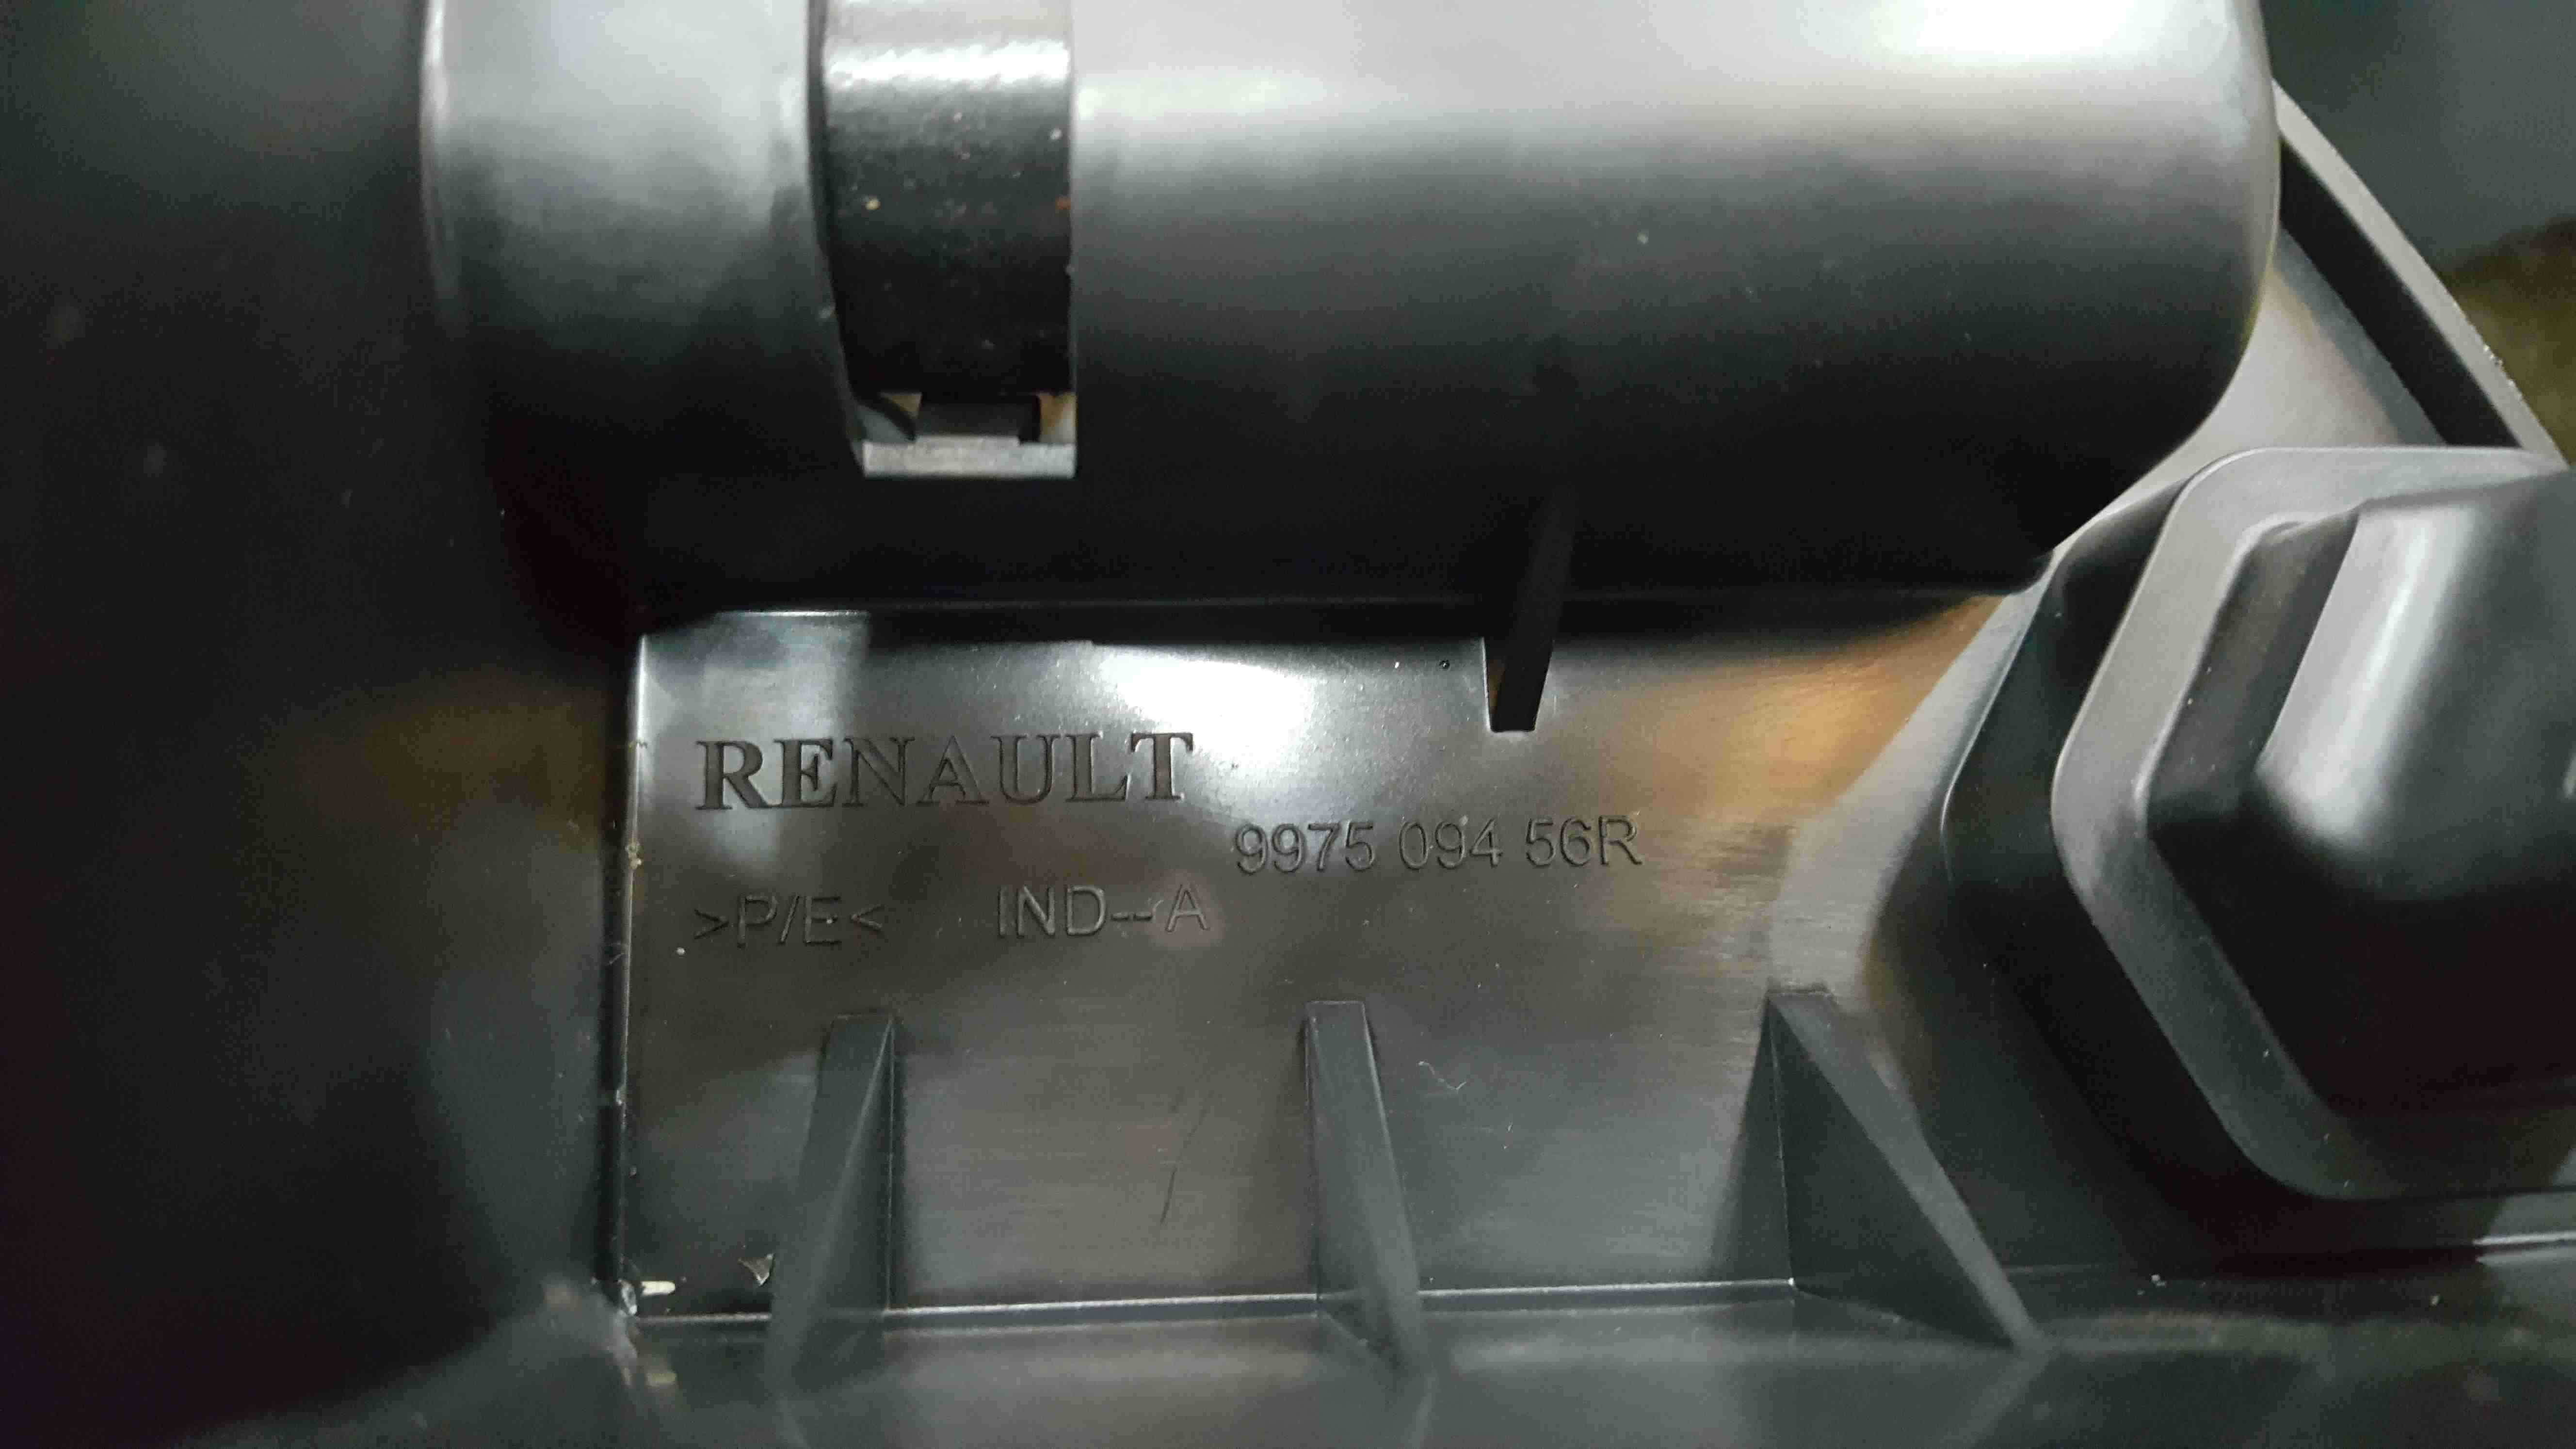 RENAULT
9975 094 56R
>P/E< IND--A